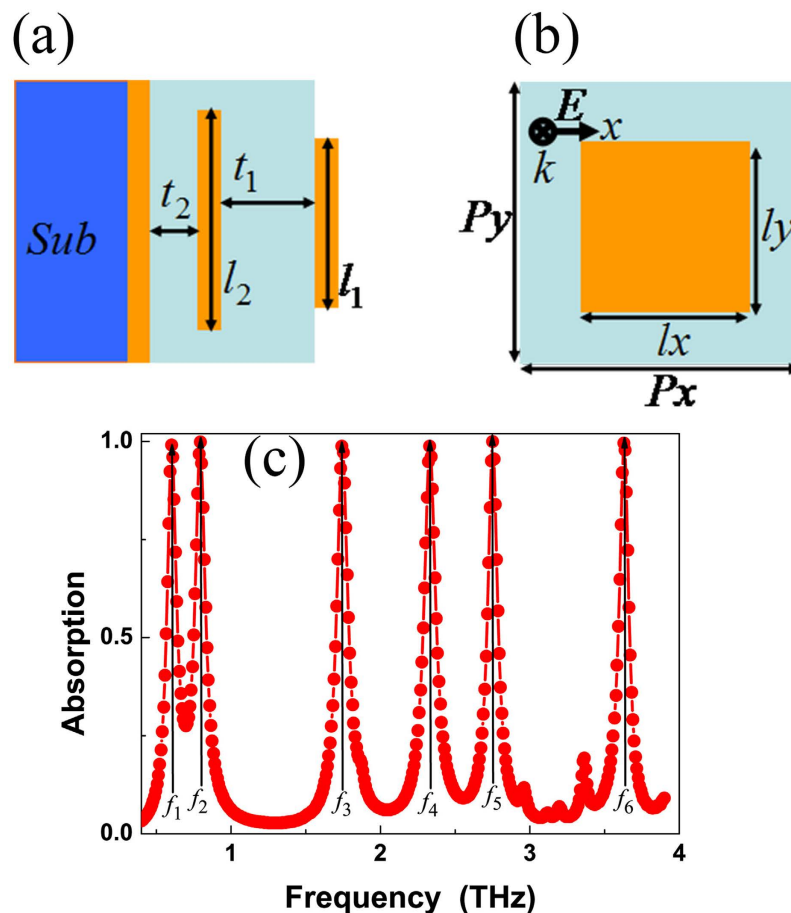 (a)
(b)
Sub
t2
t1
l2
l1
E
x
k
Py
ly
lx
Px
(c)
Absorption
1.0
0.5
0.0
f1
f2
f3
f4
f5
f6
1
2
3
4
Frequency (THz)